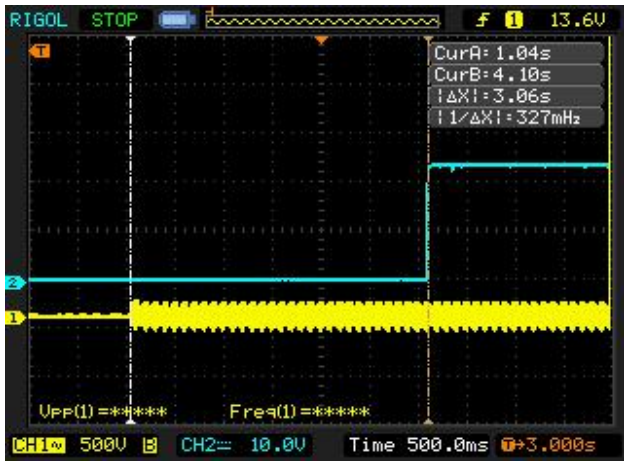 RIGOL STOP f 1 13.6V
T
CurA: 1.04s
CurB: 4.10s
|ΔX|: 3.06s
|1/ΔX|: 327mHz
2
1
Vpp(1)=***** Freq(1)=*****
CH1~ 500V B CH2 10.0V Time 500.0ms T→3.000s